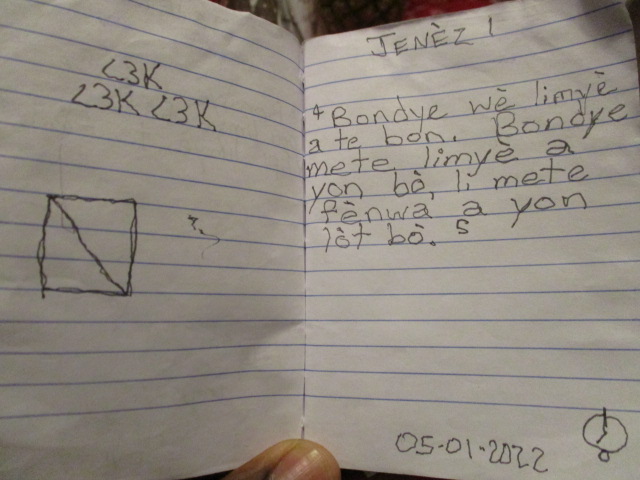 <3K
<3K <3K
?
JENÈZ 1
4 Bondye wè limyè
a te bon. Bondye
mete limyè a
yon bò, li mete
fènwa a yon
lòt bò. 5
05-01-2022